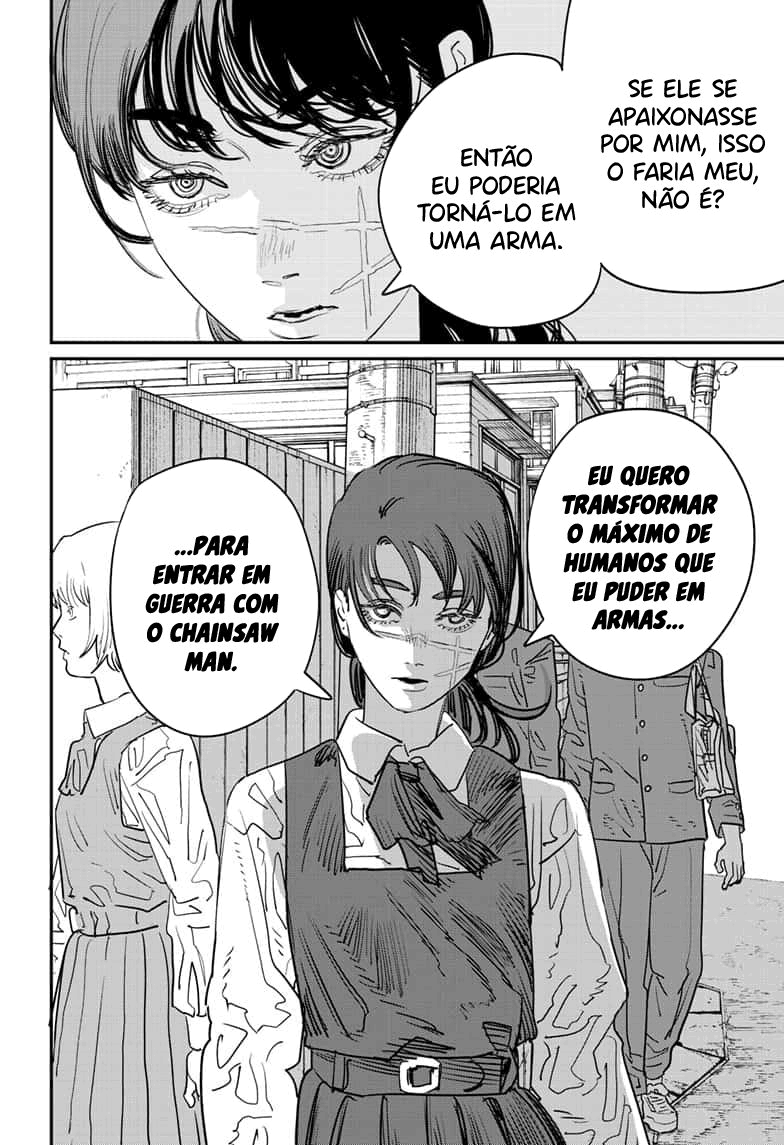 SE ELE SE
APAIXONASSE
POR MIM, ISSO
O FARIA MEU,
NÃO É?
ENTÃO
EU PODERIA
TORNÁ-LO EM
UMA ARMA.
EU QUERO
TRANSFORMAR
O MÁXIMO DE
HUMANOS QUE
EU PUDER EM
ARMAS...
...PARA
ENTRAR EM
GUERRA COM
O CHAINSAW
MAN.